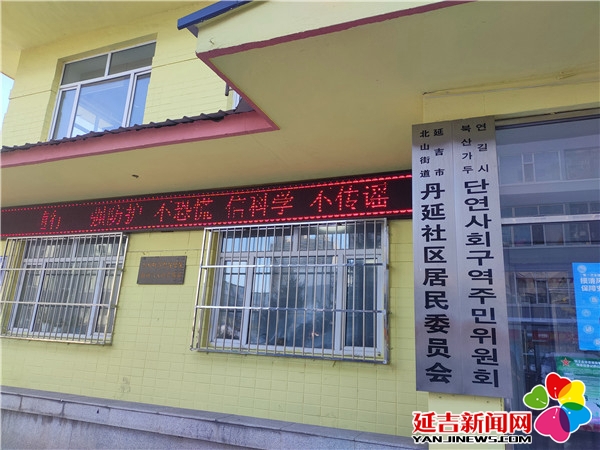 强防护 不恐慌 信科学 不传谣
연길시
북산가두
단연사회구역주민위원회
延吉市
北山街道
丹延社区居民委员会
延吉新闻网
YANJINEWS.COM